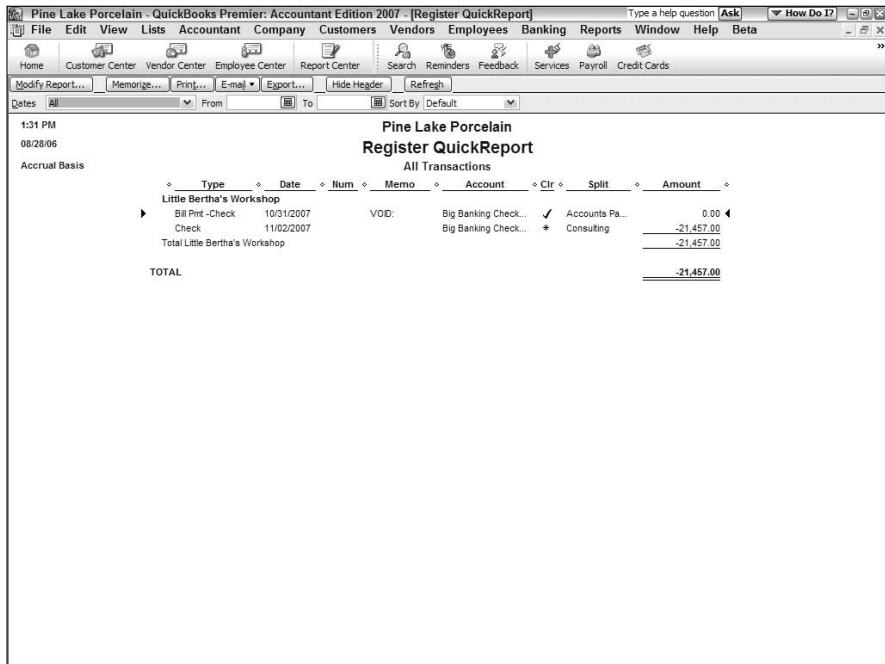 Pine Lake Porcelain - QuickBooks Premier: Accountant Edition 2007 - [Register QuickReport] Type a help question Ask How Do I?
File Edit View Lists Accountant Company Customers Vendors Employees Banking Reports Window Help Beta
Home Customer Center Vendor Center Employee Center Report Center Search Reminders Feedback Services Payroll Credit Cards »
Modify Report... Memorize... Print... E-mail Export... Hide Header Refresh
Dates All From To Sort By Default
1:31 PM Pine Lake Porcelain
08/28/06 Register QuickReport
Accrual Basis All Transactions
Type Date Num Memo Account Clr Split Amount
Little Bertha's Workshop
Bill Pmt -Check 10/31/2007 VOID: Big Banking Check... ✓ Accounts Pa... 0.00
Check 11/02/2007 Big Banking Check... * Consulting -21,457.00
Total Little Bertha's Workshop -21,457.00
TOTAL -21,457.00